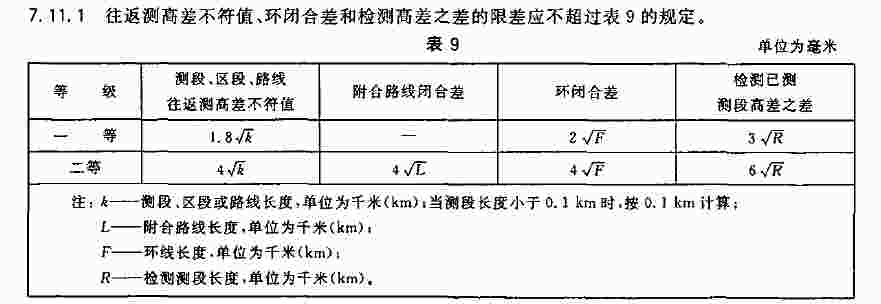 7.11.1 往返测高差不符值、环闭合差和检测高差之差的限差应不超过表 9 的规定。
表 9
单位为毫米
等 级 测段、区段、路线往返测高差不符值 附合路线闭合差 环闭合差 检测已测测段高差之差
一 等 1.8√k — 2√F 3√R
二等 4√k 4√L 4√F 6√R
注：k——测段、区段或路线长度,单位为千米(km);当测段长度小于 0.1 km 时,按 0.1 km 计算;
L——附合路线长度,单位为千米(km);
F——环线长度,单位为千米(km);
R——检测测段长度,单位为千米(km)。